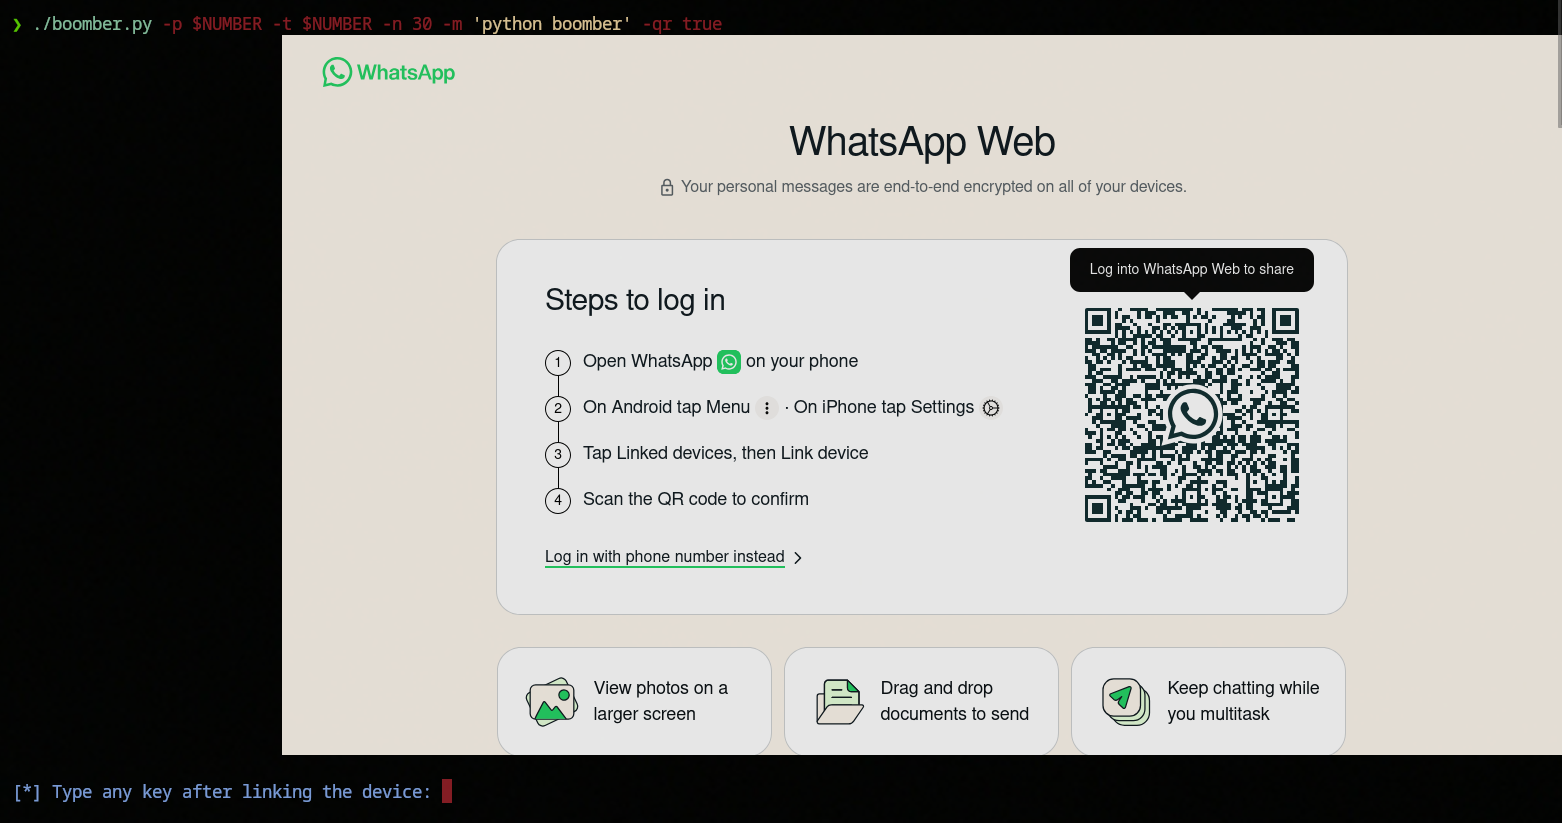 ❯ ./boomber.py -p $NUMBER -t $NUMBER -n 30 -m 'python boomber' -qr true
WhatsApp
WhatsApp Web
Your personal messages are end-to-end encrypted on all of your devices.
Log into WhatsApp Web to share
Steps to log in
1 Open WhatsApp on your phone
2 On Android tap Menu · On iPhone tap Settings
3 Tap Linked devices, then Link device
4 Scan the QR code to confirm
Log in with phone number instead
View photos on a
larger screen
Drag and drop
documents to send
Keep chatting while
you multitask
[*] Type any key after linking the device: